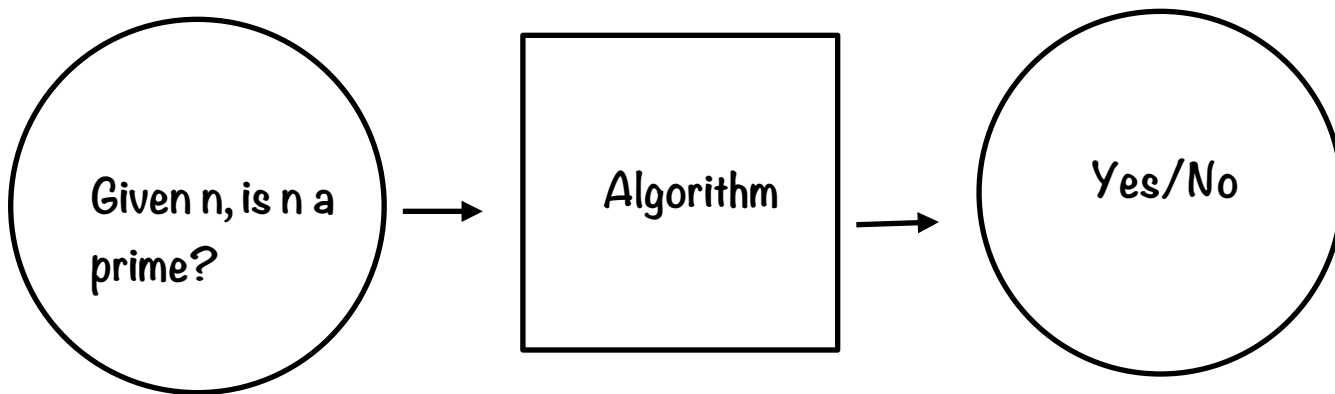 Given n, is n a
prime?
Algorithm
Yes/No